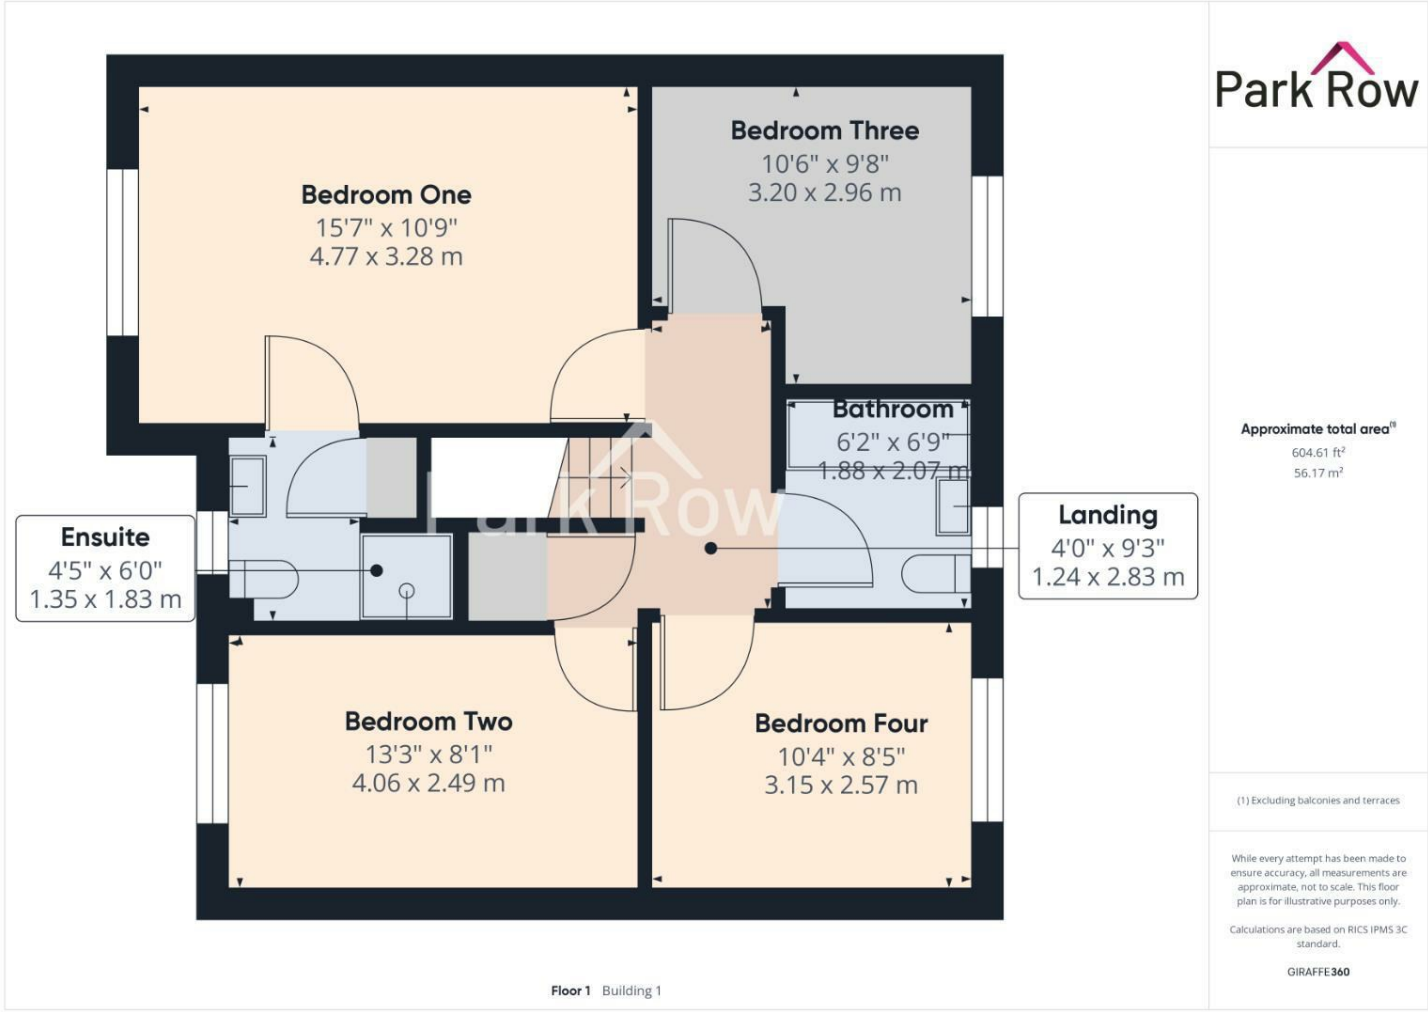 Park Row
Bedroom One
15'7" x 10'9"
4.77 x 3.28 m
Bedroom Three
10'6" x 9'8"
3.20 x 2.96 m
Bathroom
6'2" x 6'9"
1.88 x 2.07 m
Park Row
Ensuite
4'5" x 6'0"
1.35 x 1.83 m
Landing
4'0" x 9'3"
1.24 x 2.83 m
Bedroom Two
13'3" x 8'1"
4.06 x 2.49 m
Bedroom Four
10'4" x 8'5"
3.15 x 2.57 m
Floor 1 Building 1
Approximate total area(1)
604.61 ft²
56.17 m²
(1) Excluding balconies and terraces
While every attempt has been made to
ensure accuracy, all measurements are
approximate, not to scale. This floor
plan is for illustrative purposes only.
Calculations are based on RICS IPMS 3C
standard.
GIRAFFE360